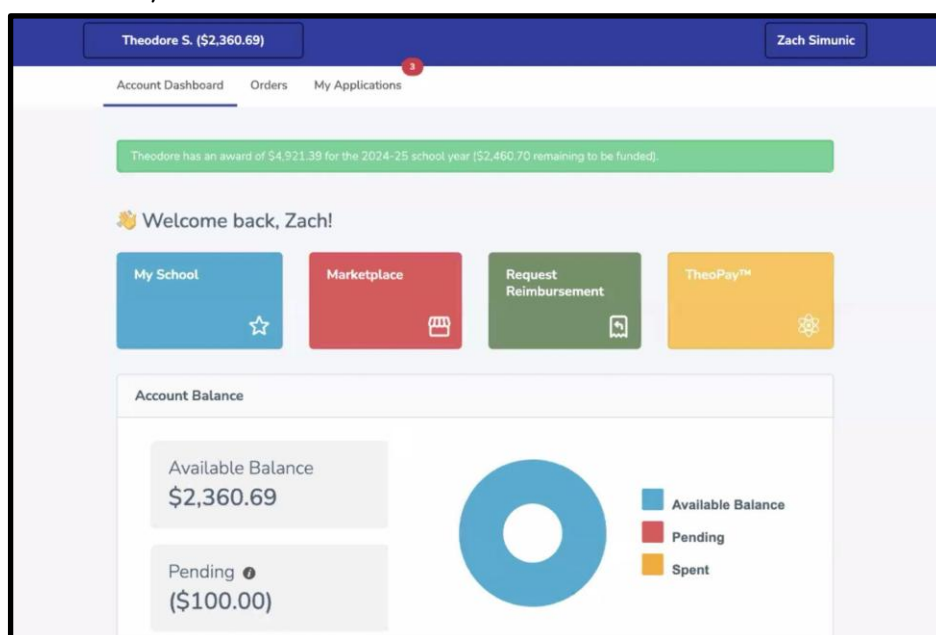 Theodore S. ($2,360.69)
Zach Simunic
3
Account Dashboard Orders My Applications
Theodore has an award of $4,921.39 for the 2024-25 school year ($2,460.70 remaining to be funded).
👋 Welcome back, Zach!
My School
Marketplace
Request
Reimbursement
TheoPay™
Account Balance
Available Balance
$2,360.69
Pending
($100.00)
Available Balance
Pending
Spent